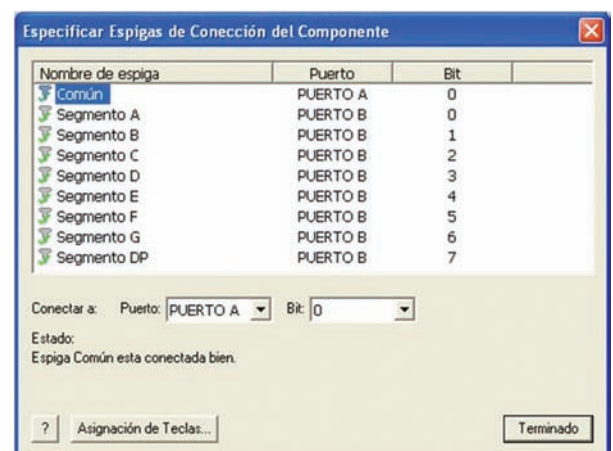 Especificar Espigas de Conección del Componente
Nombre de espiga Puerto Bit
Común PUERTO A 0
Segmento A PUERTO B 0
Segmento B PUERTO B 1
Segmento C PUERTO B 2
Segmento D PUERTO B 3
Segmento E PUERTO B 4
Segmento F PUERTO B 5
Segmento G PUERTO B 6
Segmento DP PUERTO B 7
Conectar a: Puerto: PUERTO A Bit: 0
Estado:
Espiga Común esta conectada bien.
? Asignación de Teclas... Terminado